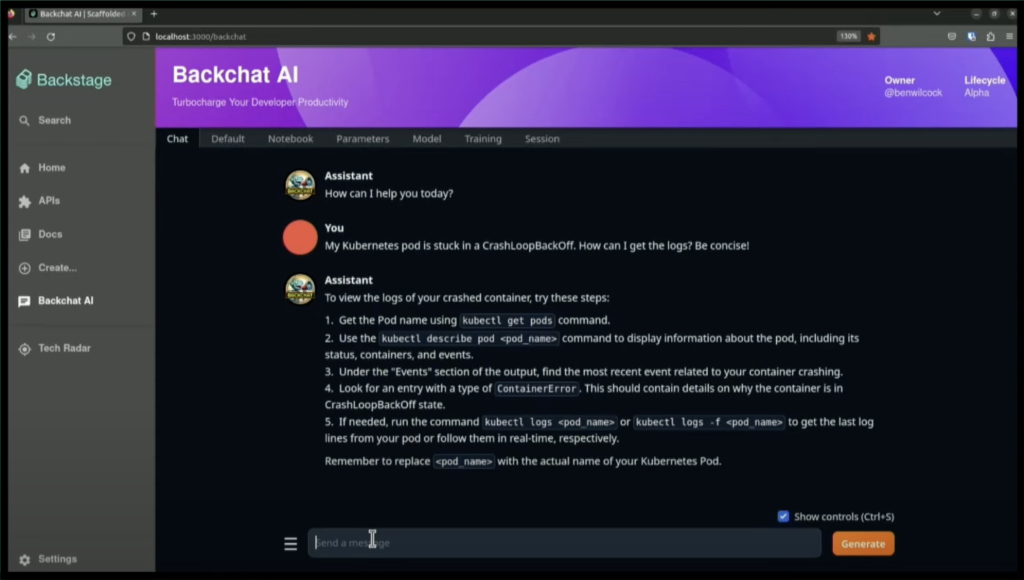 Backchat AI | Scaffolded
localhost:3000/backchat
130%
Backstage
Search
Home
APIs
Docs
Create...
Backchat AI
Tech Radar
Settings
Backchat AI
Turbocharge Your Developer Productivity
Owner
@benwilcock
Lifecycle
Alpha
Chat Default Notebook Parameters Model Training Session
Assistant
How can I help you today?
You
My Kubernetes pod is stuck in a CrashLoopBackOff. How can I get the logs? Be concise!
Assistant
To view the logs of your crashed container, try these steps:
1. Get the Pod name using kubectl get pods command.
2. Use the kubectl describe pod <pod_name> command to display information about the pod, including its
status, containers, and events.
3. Under the "Events" section of the output, find the most recent event related to your container crashing.
4. Look for an entry with a type of ContainerError. This should contain details on why the container is in
CrashLoopBackOff state.
5. If needed, run the command kubectl logs <pod_name> or kubectl logs -f <pod_name> to get the last log
lines from your pod or follow them in real-time, respectively.
Remember to replace <pod_name> with the actual name of your Kubernetes Pod.
Show controls (Ctrl+S)
Send a message
Generate